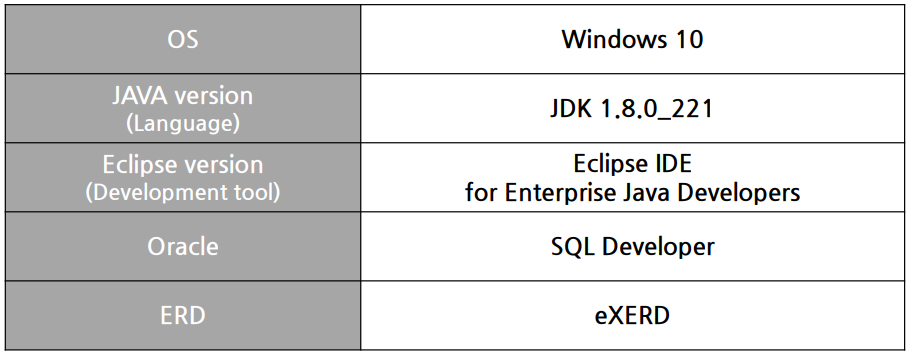 OS
Windows 10
JAVA version
(Language)
JDK 1.8.0_221
Eclipse version
(Development tool)
Eclipse IDE
for Enterprise Java Developers
Oracle
SQL Developer
ERD
eXERD